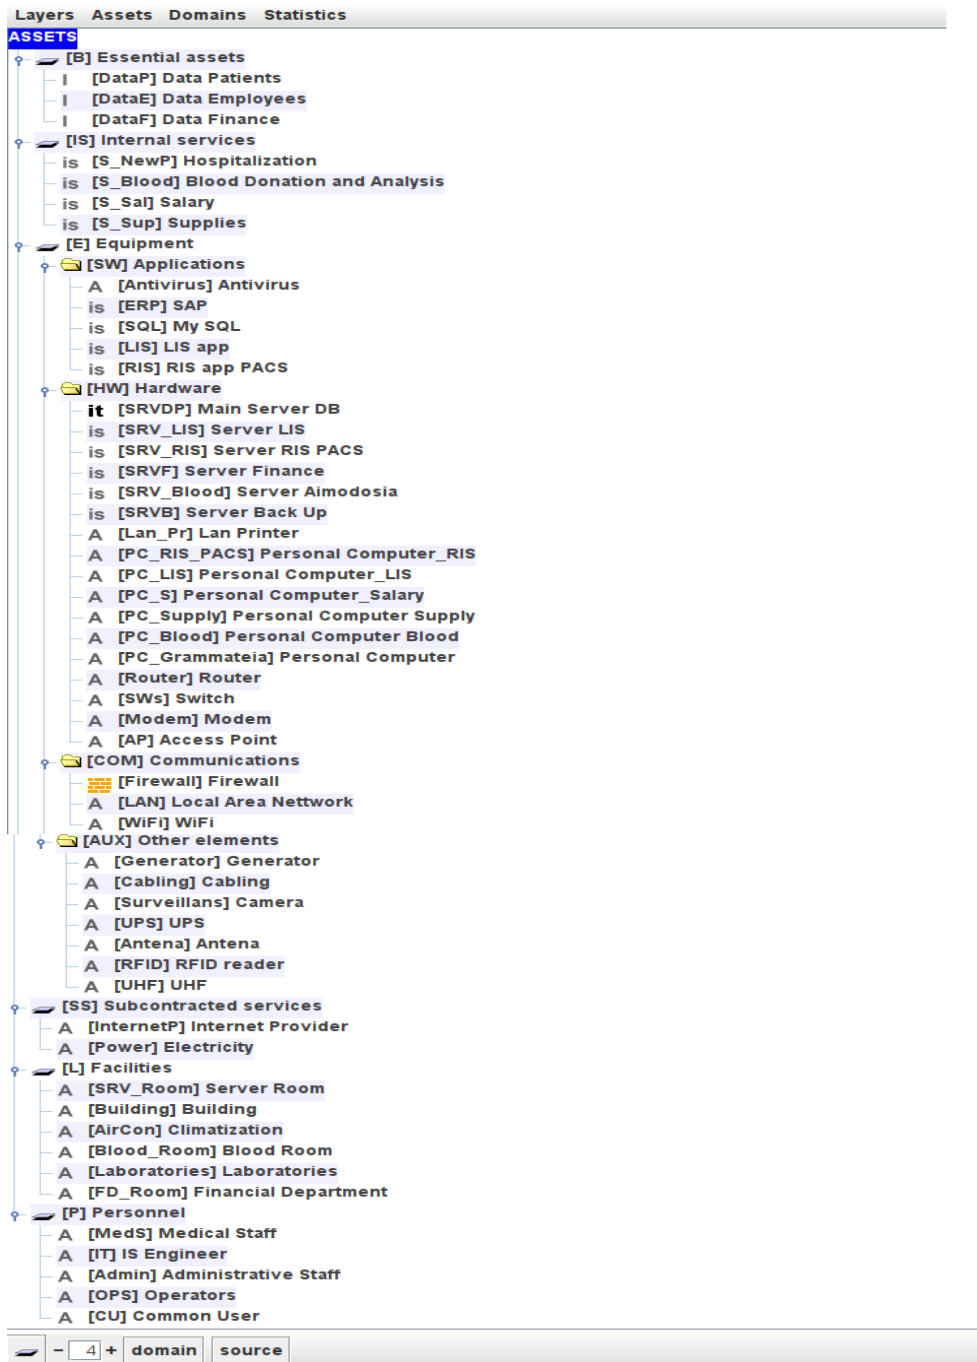 Layers Assets Domains Statistics
ASSETS
[B] Essential assets
I [DataP] Data Patients
I [DataE] Data Employees
I [DataF] Data Finance
[IS] Internal services
is [S_NewP] Hospitalization
is [S_Blood] Blood Donation and Analysis
is [S_Sal] Salary
is [S_Sup] Supplies
[E] Equipment
[SW] Applications
A [Antivirus] Antivirus
is [ERP] SAP
is [SQL] My SQL
is [LIS] LIS app
is [RIS] RIS app PACS
[HW] Hardware
it [SRVDP] Main Server DB
is [SRV_LIS] Server LIS
is [SRV_RIS] Server RIS PACS
is [SRVF] Server Finance
is [SRV_Blood] Server Aimodosia
is [SRVB] Server Back Up
A [Lan_Pr] Lan Printer
A [PC_RIS_PACS] Personal Computer_RIS
A [PC_LIS] Personal Computer_LIS
A [PC_S] Personal Computer_Salary
A [PC_Supply] Personal Computer Supply
A [PC_Blood] Personal Computer Blood
A [PC_Grammateia] Personal Computer
A [Router] Router
A [SWs] Switch
A [Modem] Modem
A [AP] Access Point
[COM] Communications
[Firewall] Firewall
A [LAN] Local Area Nettwork
A [WiFi] WiFi
[AUX] Other elements
A [Generator] Generator
A [Cabling] Cabling
A [Surveillans] Camera
A [UPS] UPS
A [Antena] Antena
A [RFID] RFID reader
A [UHF] UHF
[SS] Subcontracted services
A [InternetP] Internet Provider
A [Power] Electricity
[L] Facilities
A [SRV_Room] Server Room
A [Building] Building
A [AirCon] Climatization
A [Blood_Room] Blood Room
A [Laboratories] Laboratories
A [FD_Room] Financial Department
[P] Personnel
A [MedS] Medical Staff
A [IT] IS Engineer
A [Admin] Administrative Staff
A [OPS] Operators
A [CU] Common User
- 4 + domain source